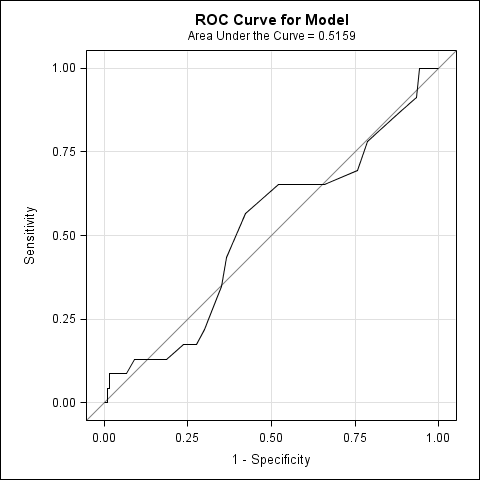 ROC Curve for Model
Area Under the Curve = 0.5159
1.00
0.75
0.50
0.25
0.00
Sensitivity
0.00 0.25 0.50 0.75 1.00
1 - Specificity